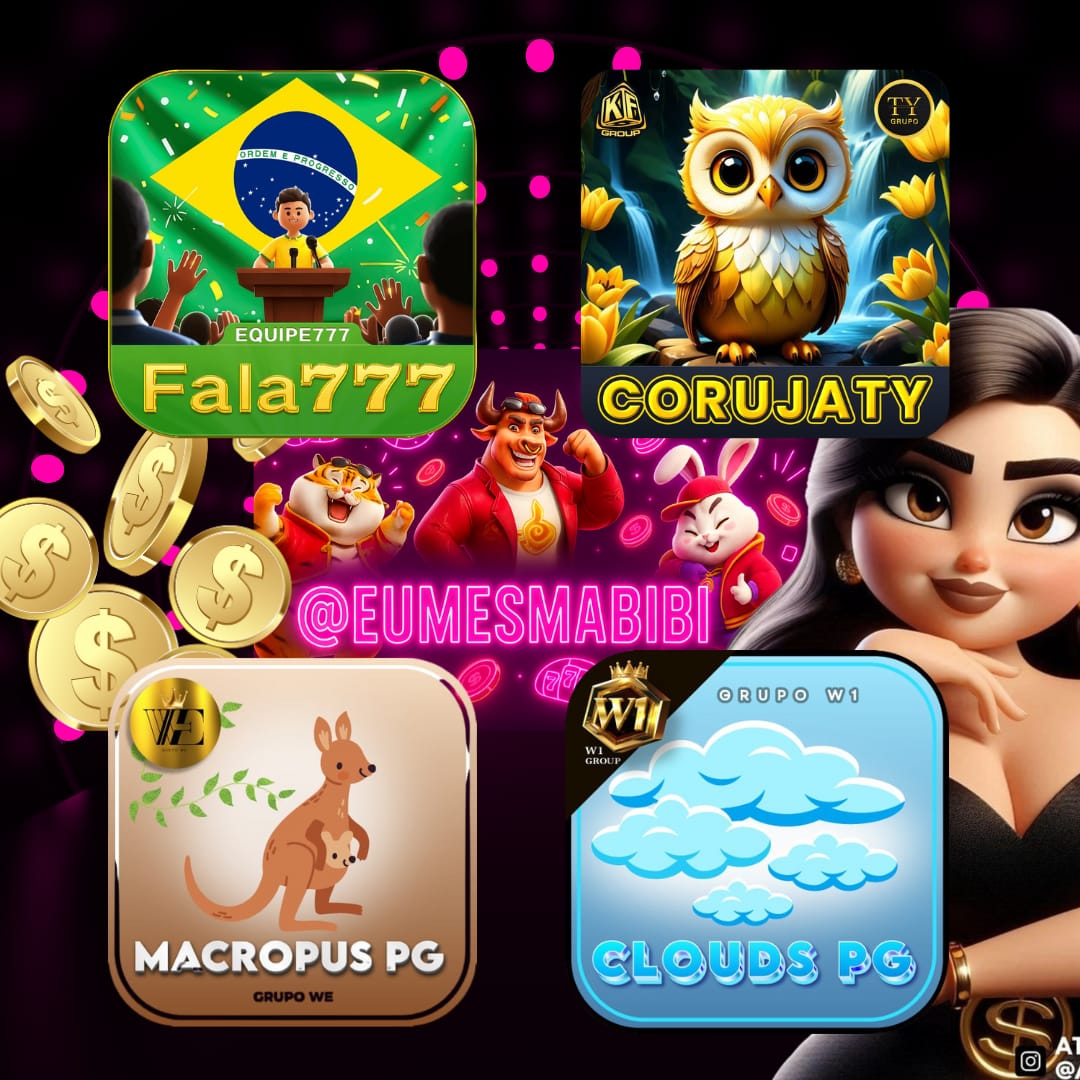 ORDEM E PROGRESSO
EQUIPE777
Fala777
KF
GROUP
TY
GRUPO
CORUJATY
@EUMESMABIBI
WE
MACROPUS PG
GRUPO WE
W1
W1
GROUP
GRUPO W1
CLOUDS PG
AT
@A